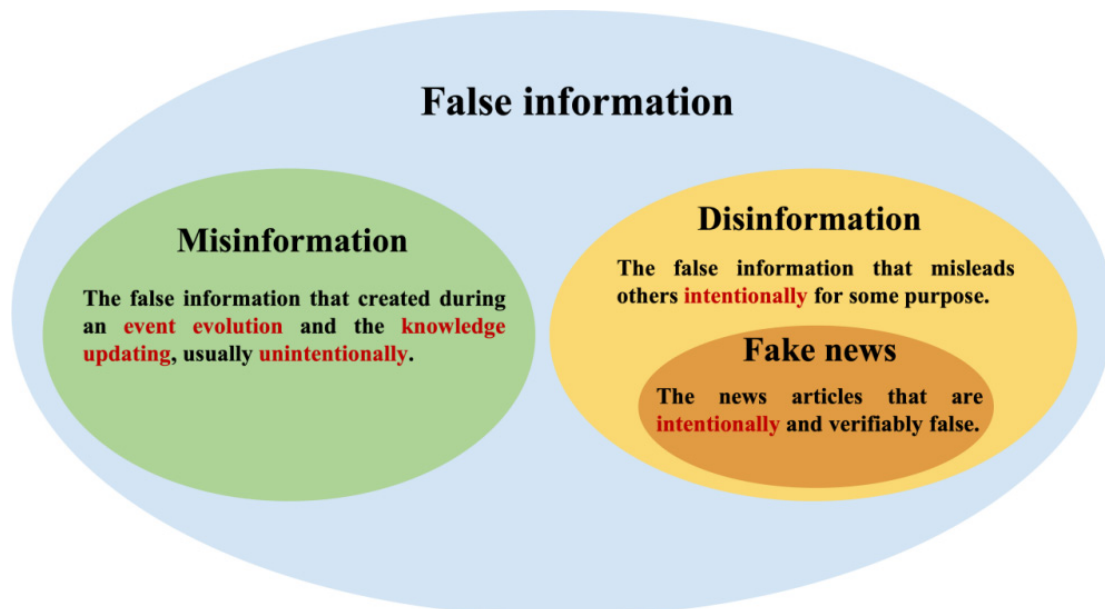 False information
Misinformation
The false information that created during
an event evolution and the knowledge
updating, usually unintentionally.
Disinformation
The false information that misleads
others intentionally for some purpose.
Fake news
The news articles that are
intentionally and verifiably false.